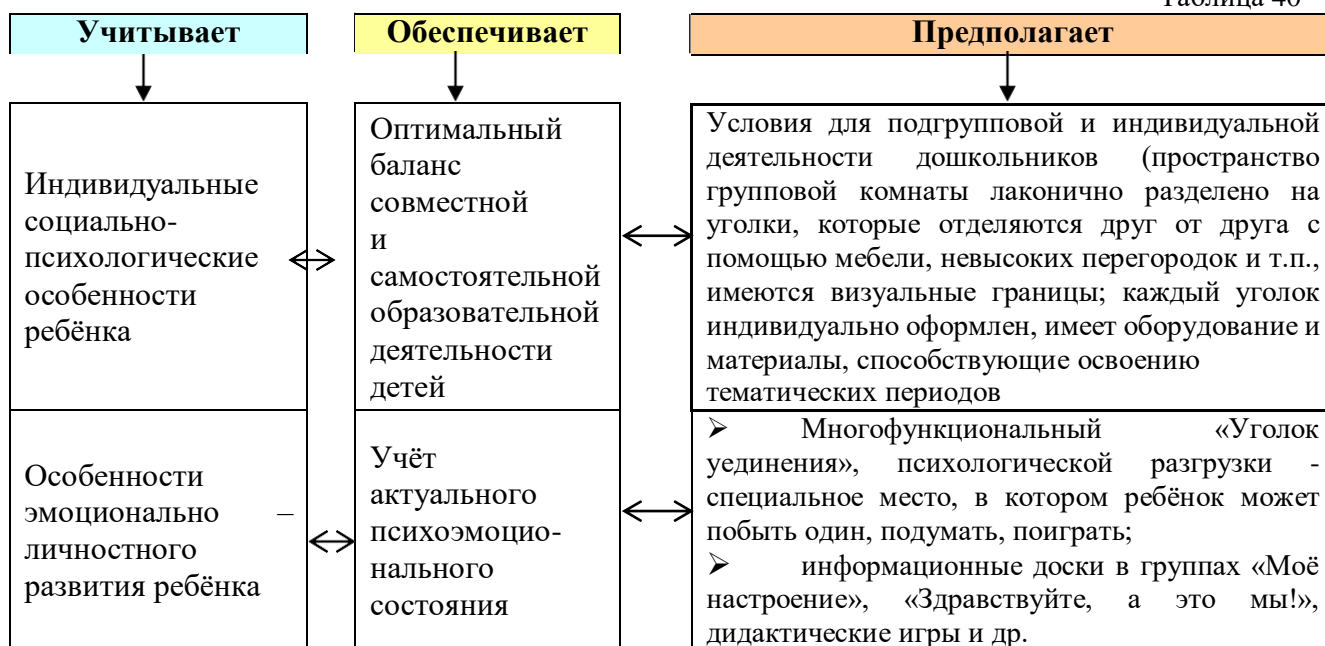 Таблица 40
Учитывает
Обеспечивает
Предполагает
Индивидуальные
социально-
психологические
особенности
ребёнка
Оптимальный
баланс
совместной
и
самостоятельной
образовательной
деятельности
детей
Условия для подгрупповой и индивидуальной
деятельности дошкольников (пространство
групповой комнаты лаконично разделено на
уголки, которые отделяются друг от друга с
помощью мебели, невысоких перегородок и т.п.,
имеются визуальные границы; каждый уголок
индивидуально оформлен, имеет оборудование и
материалы, способствующие освоению
тематических периодов
Особенности
эмоционально –
личностного
развития ребёнка
Учёт
актуального
психоэмоцио-
нального
состояния
➢ Многофункциональный «Уголок
уединения», психологической разгрузки -
специальное место, в котором ребёнок может
побыть один, подумать, поиграть;
➢ информационные доски в группах «Моё
настроение», «Здравствуйте, а это мы!»,
дидактические игры и др.